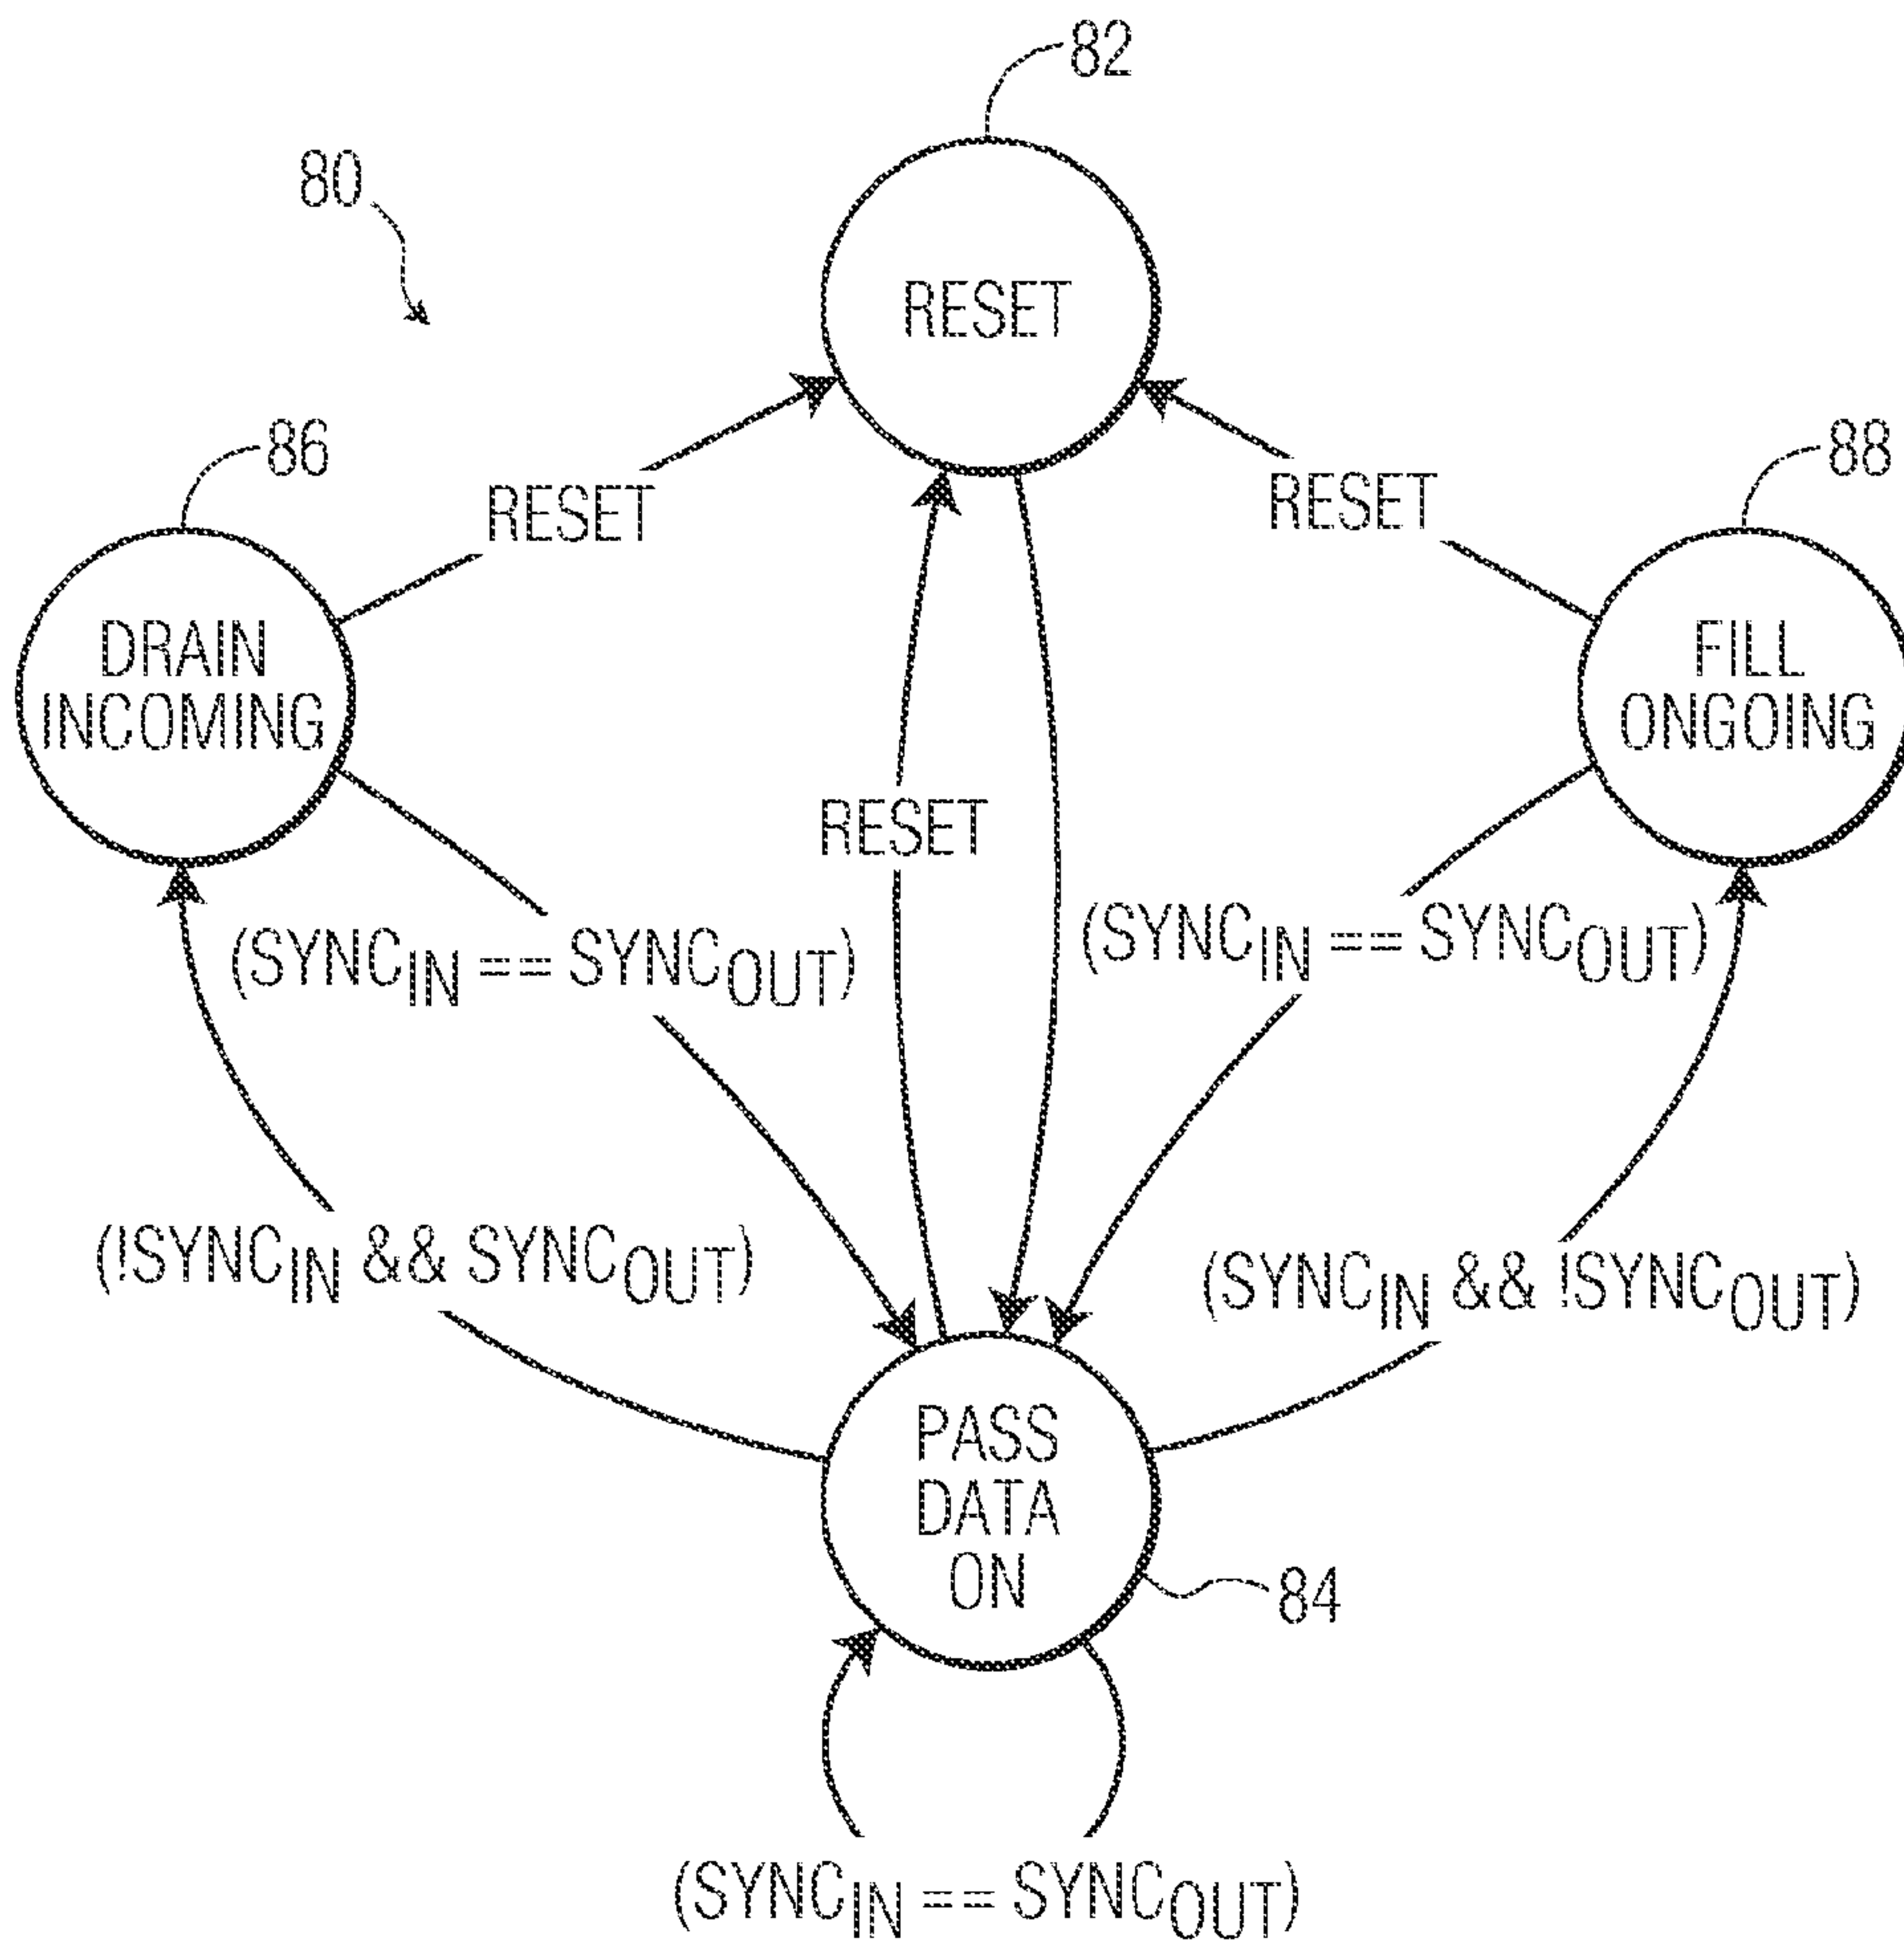 82
80
RESET
86
RESET
RESET
88
DRAIN
INCOMING
FILL
ONGOING
RESET
(SYNCIN == SYNCOUT)
(SYNCIN == SYNCOUT)
(!SYNCIN && SYNCOUT)
(SYNCIN && !SYNCOUT)
PASS
DATA
ON
84
(SYNCIN == SYNCOUT)